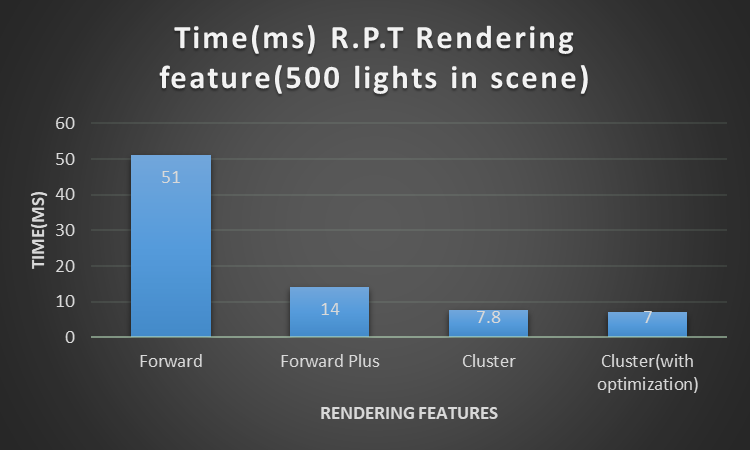 Time(ms) R.P.T Rendering
feature(500 lights in scene)
60
50
40
30
20
10
0
TIME(MS)
51
14
7.8
7
Forward
Forward Plus
Cluster
Cluster(with
optimization)
RENDERING FEATURES